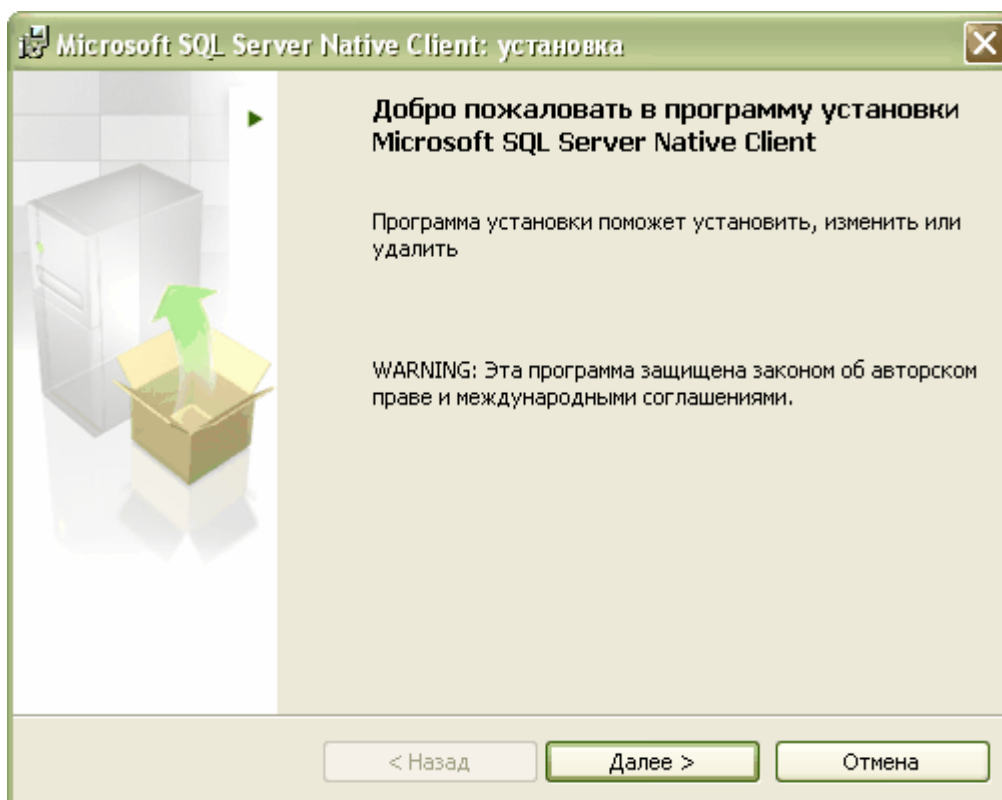 Microsoft SQL Server Native Client: установка
Добро пожаловать в программу установки
Microsoft SQL Server Native Client
Программа установки поможет установить, изменить или
удалить
WARNING: Эта программа защищена законом об авторском
праве и международными соглашениями.
< Назад
Далее >
Отмена